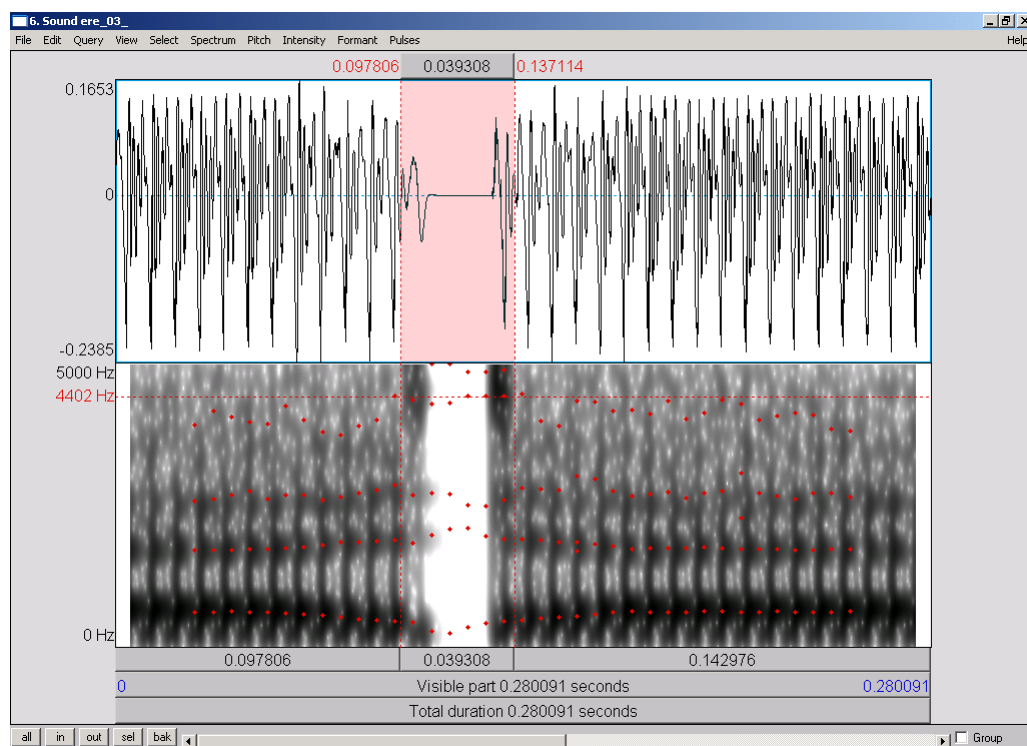 6. Sound ere_03_
File Edit Query View Select Spectrum Pitch Intensity Formant Pulses Help
0.097806 0.039308 0.137114
0.1653
0
-0.2385
5000 Hz
4402 Hz
0 Hz
0.097806 0.039308 0.142976
0 Visible part 0.280091 seconds 0.280091
Total duration 0.280091 seconds
all in out sel bak Group